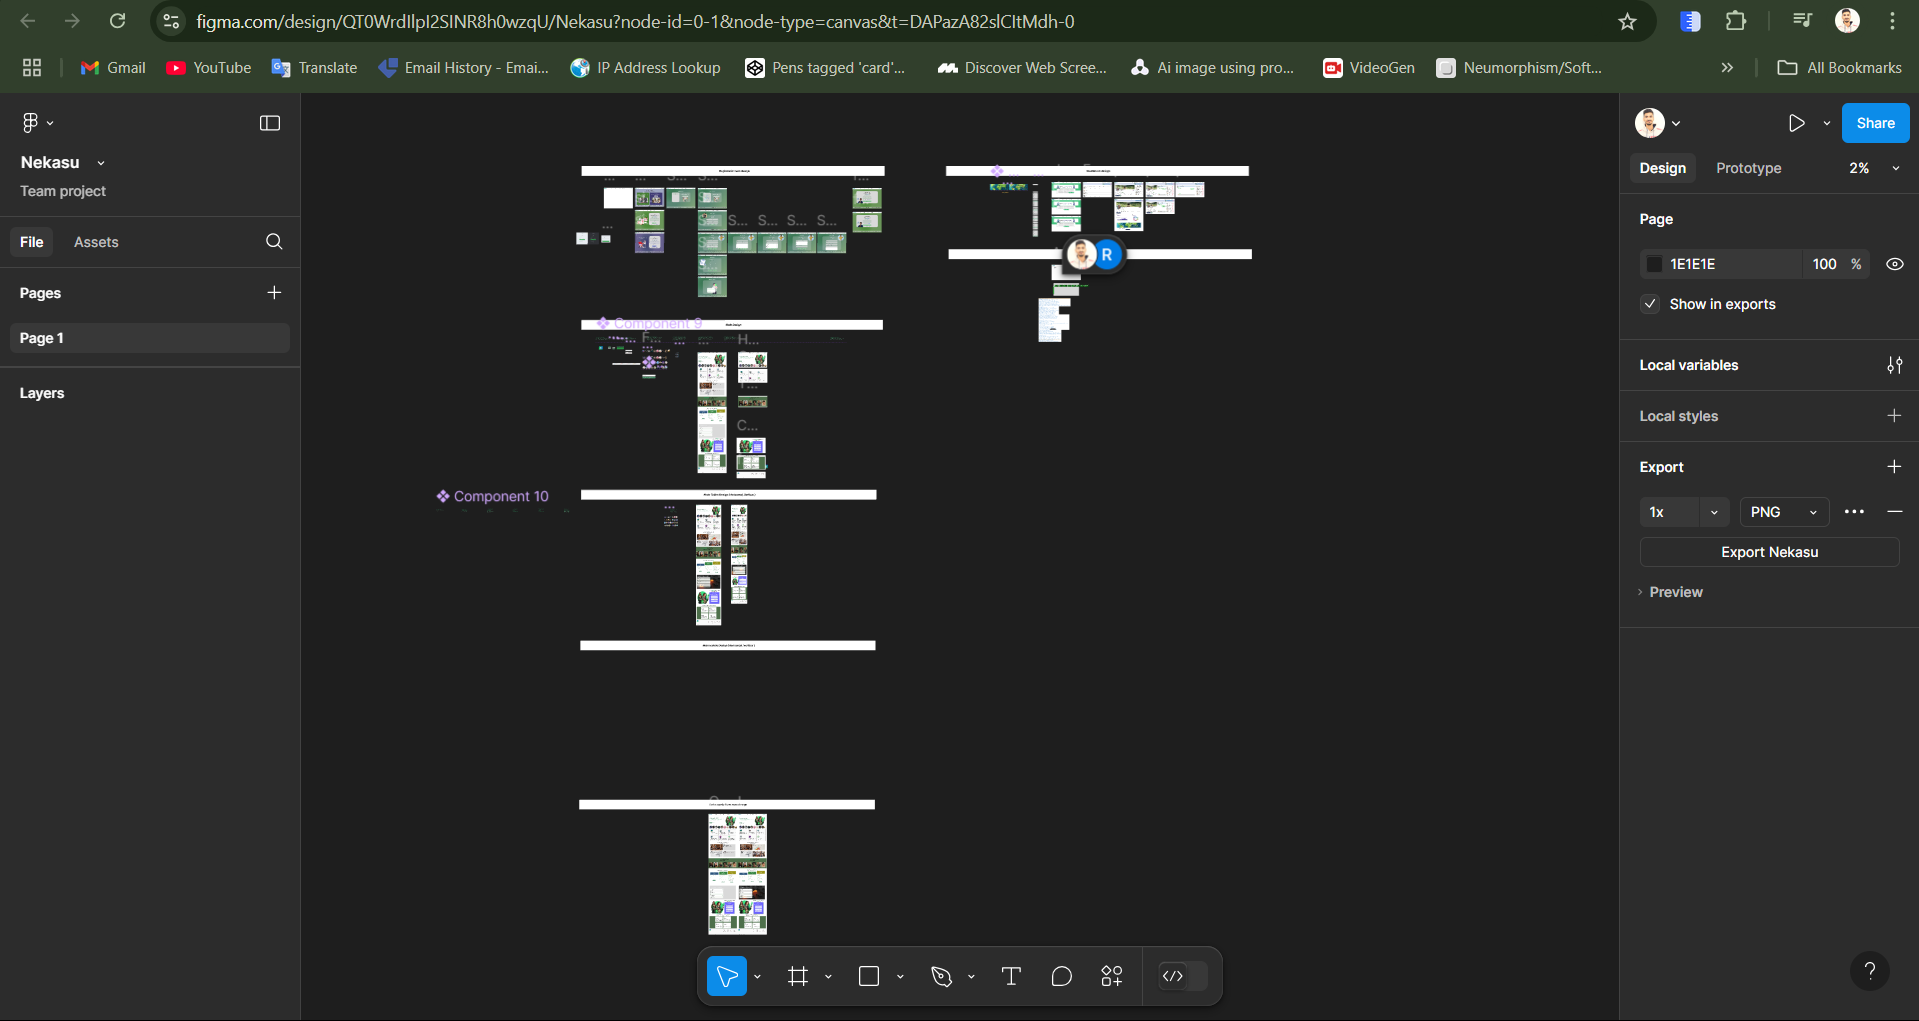 figma.com/design/QT0WrdIlpI2SINR8h0wzqU/Nekasu?node-id=0-1&node-type=canvas&t=DAPazA82slCItMdh-0
Gmail
YouTube
Translate
Email History - Emai...
IP Address Lookup
Pens tagged 'card'...
Discover Web Scree...
Ai image using pro...
VideoGen
Neumorphism/Soft...
All Bookmarks
Nekasu
Team project
File
Assets
Pages
Page 1
Layers
Component 9
Component 10
S...
S...
S...
S...
H...
C...
R
Share
Design
Prototype
2%
Page
1E1E1E
100 %
Show in exports
Local variables
Local styles
Export
1x
PNG
Export Nekasu
Preview
?